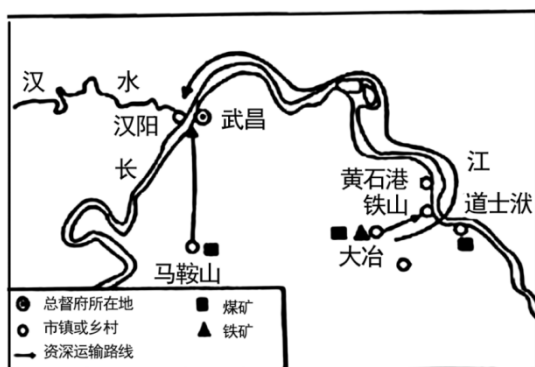 汉 水
汉阳 武昌
长
江
黄石港
铁山 道士洑
大冶
马鞍山
总督府所在地 煤矿
市镇或乡村 铁矿
资深运输路线